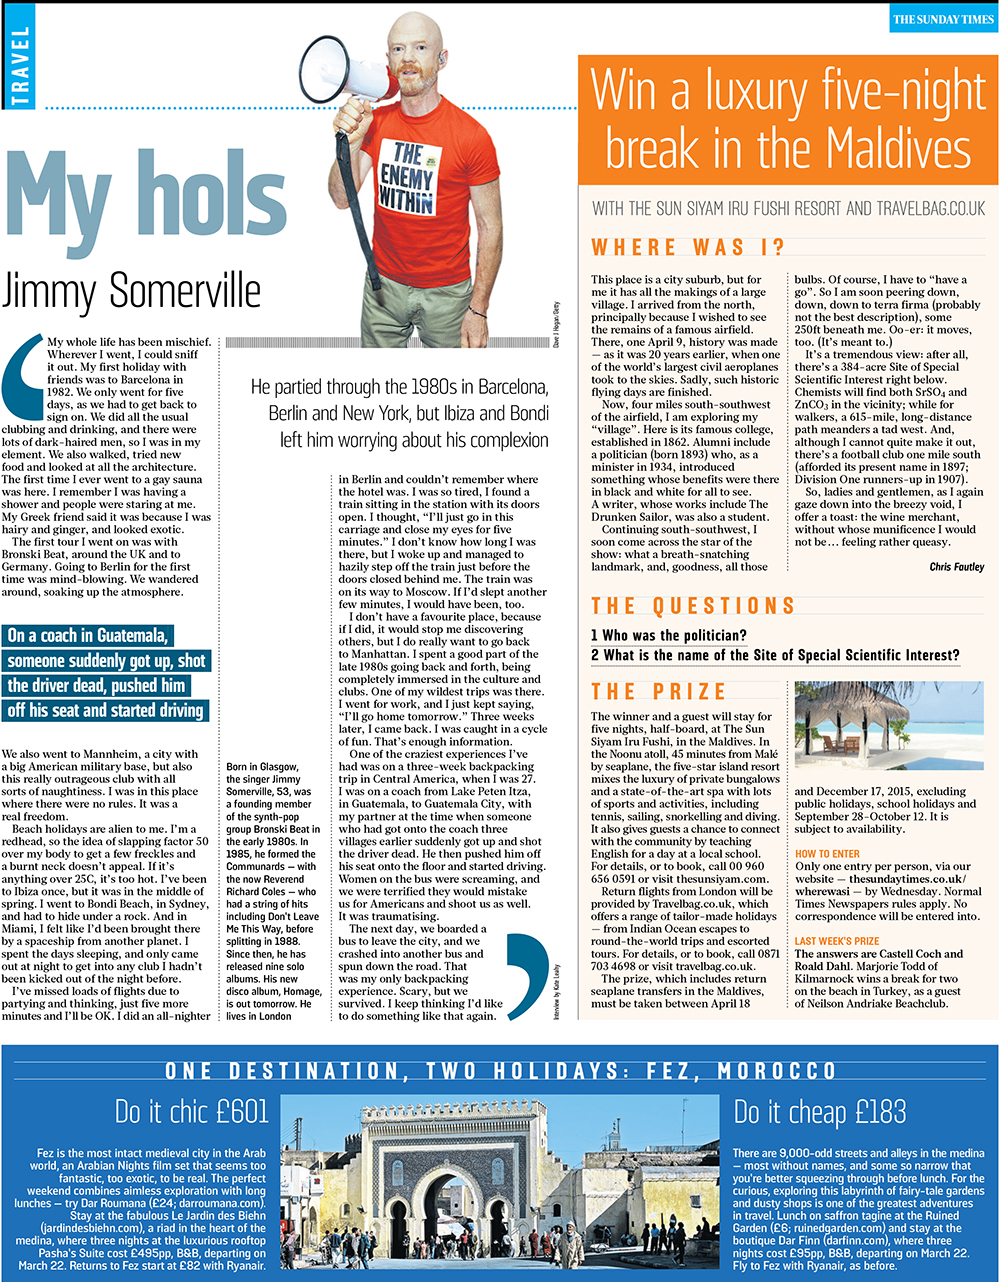 TRAVEL
THE SUNDAY TIMES
THE
ENEMY
WITHIN
My hols
Jimmy Somerville
Dave J Hogan/Getty
My whole life has been mischief.
Wherever I went, I could sniff
it out. My first holiday with
friends was to Barcelona in
1982. We only went for five
days, as we had to get back to
sign on. We did all the usual
clubbing and drinking, and there were
lots of dark-haired men, so I was in my
element. We also walked, tried new
food and looked at all the architecture.
The first time I ever went to a gay sauna
was here. I remember I was having a
shower and people were staring at me.
My Greek friend said it was because I was
hairy and ginger, and looked exotic.
The first tour I went on was with
Bronski Beat, around the UK and to
Germany. Going to Berlin for the first
time was mind-blowing. We wandered
around, soaking up the atmosphere.
On a coach in Guatemala,
someone suddenly got up, shot
the driver dead, pushed him
off his seat and started driving
We also went to Mannheim, a city with
a big American military base, but also
this really outrageous club with all
sorts of naughtiness. I was in this place
where there were no rules. It was a
real freedom.
Beach holidays are alien to me. I'm a
redhead, so the idea of slapping factor 50
over my body to get a few freckles and
a burnt neck doesn't appeal. If it's
anything over 25C, it's too hot. I've been
to Ibiza once, but it was in the middle of
spring. I went to Bondi Beach, in Sydney,
and had to hide under a rock. And in
Miami, I felt like I'd been brought there
by a spaceship from another planet. I
spent the days sleeping, and only came
out at night to get into any club I hadn't
been kicked out of the night before.
I've missed loads of flights due to
partying and thinking, just five more
minutes and I'll be OK. I did an all-nighter
He partied through the 1980s in Barcelona,
Berlin and New York, but Ibiza and Bondi
left him worrying about his complexion
in Berlin and couldn't remember where
the hotel was. I was so tired, I found a
train sitting in the station with its doors
open. I thought, "I'll just go in this
carriage and close my eyes for five
minutes." I don't know how long I was
there, but I woke up and managed to
hazily step off the train just before the
doors closed behind me. The train was
on its way to Moscow. If I'd slept another
few minutes, I would have been, too.
I don't have a favourite place, because
if I did, it would stop me discovering
others, but I do really want to go back
to Manhattan. I spent a good part of the
late 1980s going back and forth, being
completely immersed in the culture and
clubs. One of my wildest trips was there.
I went for work, and I just kept saying,
"I'll go home tomorrow." Three weeks
later, I came back. I was caught in a cycle
of fun. That's enough information.
One of the craziest experiences I've
had was on a three-week backpacking
trip in Central America, when I was 27.
I was on a coach from Lake Peten Itza,
in Guatemala, to Guatemala City, with
my partner at the time when someone
who had got onto the coach three
villages earlier suddenly got up and shot
the driver dead. He then pushed him off
his seat onto the floor and started driving.
Women on the bus were screaming, and
we were terrified they would mistake
us for Americans and shoot us as well.
It was traumatising.
The next day, we boarded a
bus to leave the city, and we
crashed into another bus and
spun down the road. That
was my only backpacking
experience. Scary, but we
survived. I keep thinking I'd like
to do something like that again.
Interview by Kate Leahy
Born in Glasgow,
the singer Jimmy
Somerville, 53, was
a founding member
of the synth-pop
group Bronski Beat in
the early 1980s. In
1985, he formed the
Communards — with
the now Reverend
Richard Coles — who
had a string of hits
including Don't Leave
Me This Way, before
splitting in 1988.
Since then, he has
released nine solo
albums. His new
disco album, Homage,
is out tomorrow. He
lives in London
Win a luxury five-night
break in the Maldives
WITH THE SUN SIYAM IRU FUSHI RESORT AND TRAVELBAG.CO.UK
WHERE WAS I?
This place is a city suburb, but for
me it has all the makings of a large
village. I arrived from the north,
principally because I wished to see
the remains of a famous airfield.
There, one April 9, history was made
— as it was 20 years earlier, when one
of the world's largest civil aeroplanes
took to the skies. Sadly, such historic
flying days are finished.
Now, four miles south-southwest
of the airfield, I am exploring my
"village". Here is its famous college,
established in 1862. Alumni include
a politician (born 1893) who, as a
minister in 1934, introduced
something whose benefits were there
in black and white for all to see.
A writer, whose works include The
Drunken Sailor, was also a student.
Continuing south-southwest, I
soon come across the star of the
show: what a breath-snatching
landmark, and, goodness, all those
bulbs. Of course, I have to "have a
go". So I am soon peering down,
down, down to terra firma (probably
not the best description), some
250ft beneath me. Oo-er: it moves,
too. (It's meant to.)
It's a tremendous view: after all,
there's a 384-acre Site of Special
Scientific Interest right below.
Chemists will find both SrSO₄ and
ZnCO₃ in the vicinity; while for
walkers, a 615-mile, long-distance
path meanders a tad west. And,
although I cannot quite make it out,
there's a football club one mile south
(afforded its present name in 1897;
Division One runners-up in 1907).
So, ladies and gentlemen, as I again
gaze down into the breezy void, I
offer a toast: the wine merchant,
without whose munificence I would
not be... feeling rather queasy.
Chris Fautley
THE QUESTIONS
1 Who was the politician?
2 What is the name of the Site of Special Scientific Interest?
THE PRIZE
The winner and a guest will stay for
five nights, half-board, at The Sun
Siyam Iru Fushi, in the Maldives. In
the Noonu atoll, 45 minutes from Malé
by seaplane, the five-star island resort
mixes the luxury of private bungalows
and a state-of-the-art spa with lots
of sports and activities, including
tennis, sailing, snorkelling and diving.
It also gives guests a chance to connect
with the community by teaching
English for a day at a local school.
For details, or to book, call 00 960
656 0591 or visit thesunsiyam.com.
Return flights from London will be
provided by Travelbag.co.uk, which
offers a range of tailor-made holidays
— from Indian Ocean escapes to
round-the-world trips and escorted
tours. For details, or to book, call 0871
703 4698 or visit travelbag.co.uk.
The prize, which includes return
seaplane transfers in the Maldives,
must be taken between April 18
and December 17, 2015, excluding
public holidays, school holidays and
September 28-October 12. It is
subject to availability.
HOW TO ENTER
Only one entry per person, via our
website — thesundaytimes.co.uk/
wherewasi — by Wednesday. Normal
Times Newspapers rules apply. No
correspondence will be entered into.
LAST WEEK'S PRIZE
The answers are Castell Coch and
Roald Dahl. Marjorie Todd of
Kilmarnock wins a break for two
on the beach in Turkey, as a guest
of Neilson Andriake Beachclub.
ONE DESTINATION, TWO HOLIDAYS: FEZ, MOROCCO
Do it chic £601
Fez is the most intact medieval city in the Arab
world, an Arabian Nights film set that seems too
fantastic, too exotic, to be real. The perfect
weekend combines aimless exploration with long
lunches — try Dar Roumana (£24; darroumana.com).
Stay at the fabulous Le Jardin des Biehn
(jardindesbiehn.com), a riad in the heart of the
medina, where three nights at the luxurious rooftop
Pasha's Suite cost £495pp, B&B, departing on
March 22. Returns to Fez start at £82 with Ryanair.
Do it cheap £183
There are 9,000-odd streets and alleys in the medina
— most without names, and some so narrow that
you're better squeezing through before lunch. For the
curious, exploring this labyrinth of fairy-tale gardens
and dusty shops is one of the greatest adventures
in travel. Lunch on saffron tagine at the Ruined
Garden (£6; ruinedgarden.com) and stay at the
boutique Dar Finn (darfinn.com), where three
nights cost £95pp, B&B, departing on March 22.
Fly to Fez with Ryanair, as before.